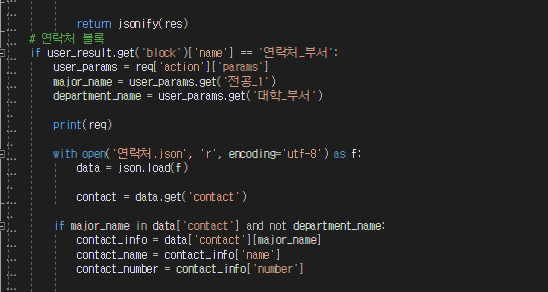 return jsonify(res)
# 연락처 블록
if user_result.get('block')['name'] == '연락처_부서':
user_params = req['action']['params']
major_name = user_params.get('전공_1')
department_name = user_params.get('대학_부서')
print(req)
with open('연락처.json', 'r', encoding='utf-8') as f:
data = json.load(f)
contact = data.get('contact')
if major_name in data['contact'] and not department_name:
contact_info = data['contact'][major_name]
contact_name = contact_info['name']
contact_number = contact_info['number']